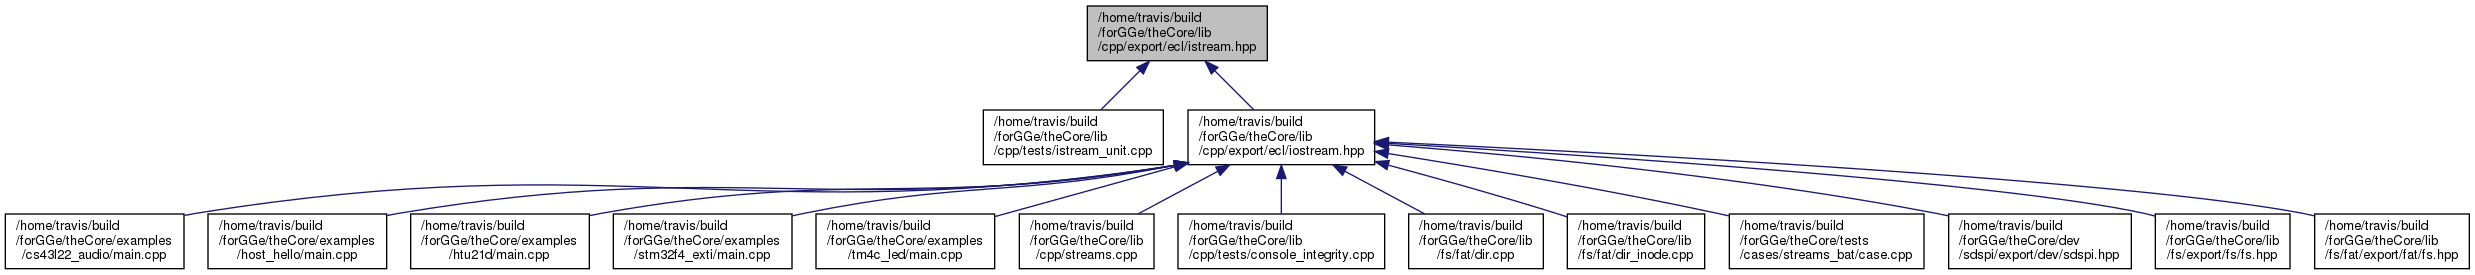 /home/travis/build
/forGGe/theCore/lib
/cpp/export/ecl/istream.hpp
/home/travis/build
/forGGe/theCore/lib
/cpp/tests/istream_unit.cpp
/home/travis/build
/forGGe/theCore/lib
/cpp/export/ecl/iostream.hpp
/home/travis/build
/forGGe/theCore/examples
/cs43l22_audio/main.cpp
/home/travis/build
/forGGe/theCore/examples
/host_hello/main.cpp
/home/travis/build
/forGGe/theCore/examples
/htu21d/main.cpp
/home/travis/build
/forGGe/theCore/examples
/stm32f4_exti/main.cpp
/home/travis/build
/forGGe/theCore/examples
/tm4c_led/main.cpp
/home/travis/build
/forGGe/theCore/lib
/cpp/streams.cpp
/home/travis/build
/forGGe/theCore/lib
/cpp/tests/console_integrity.cpp
/home/travis/build
/forGGe/theCore/lib
/fs/fat/dir.cpp
/home/travis/build
/forGGe/theCore/lib
/fs/fat/dir_inode.cpp
/home/travis/build
/forGGe/theCore/tests
/cases/streams_bat/case.cpp
/home/travis/build
/forGGe/theCore/dev
/sdspi/export/dev/sdspi.hpp
/home/travis/build
/forGGe/theCore/lib
/fs/export/fs/fs.hpp
/home/travis/build
/forGGe/theCore/lib
/fs/fat/export/fat/fs.hpp